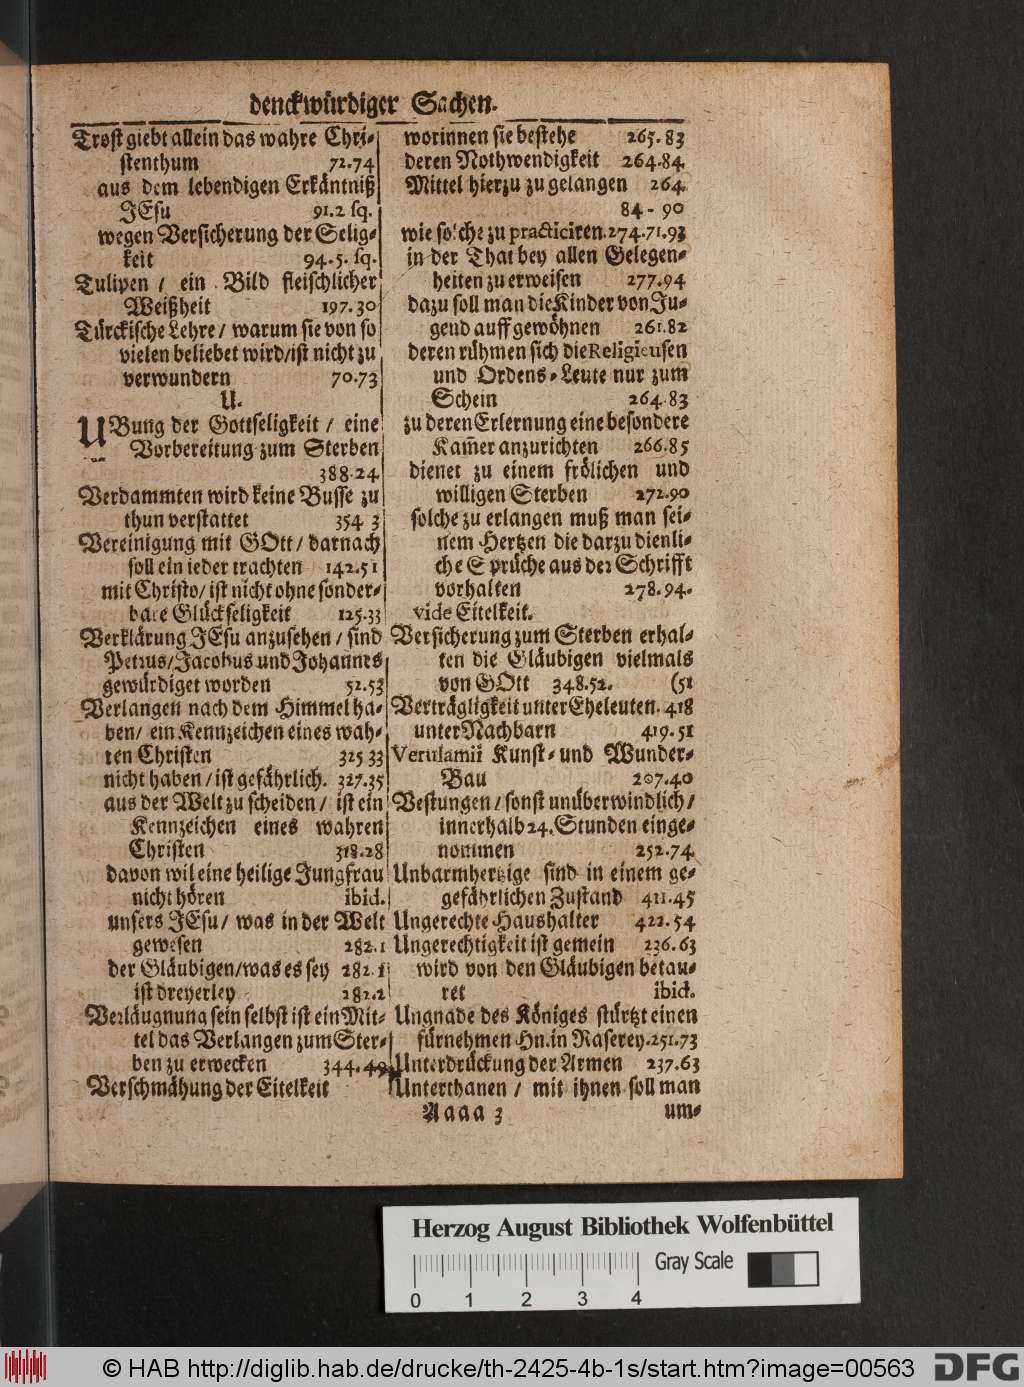 denckwürdiger Sachen.
Trost giebt allein das wahre Chri-
stenthum 72.74
aus dem lebendigen Erkäntniß
JEsu 91.2 sq.
wegen Versicherung der Selig-
keit 94.5. sq.
Tulipen / ein Bild fleischlicher
Weißheit 197.30
Türckische Lehre / warum sie von so
vielen beliebet wird/ist nicht zu
verwundern 70.73
U.
UBung der Gottseligkeit / eine
Vorbereitung zum Sterben
388.24
Verdammten wird keine Busse zu
thun verstattet 354 3
Vereinigung mit GOtt / darnach
soll ein ieder trachten 142.51
mit Christo/ ist nicht ohne sonder-
bare Glückseligkeit 125.33
Verklärung JEsu anzusehen / sind
Petrus/Jacobus und Johannes
gewürdiget worden 52.53
Verlangen nach dem Himmel ha-
ben/ ein Kennzeichen eines wah-
ren Christen 325 33
nicht haben / ist gefährlich. 327.35
aus der Welt zu scheiden / ist ein
Kennzeichen eines wahren
Christen 318.28
davon wil eine heilige Jungfrau
nicht hören ibid.
unsers JEsu / was in der Welt
gewesen 282.1
der Gläubigen/was es sey 282.1
ist dreyerley 282.2
Verläugnung sein selbst ist ein Mit-
tel das Verlangen zum Ster-
ben zu erwecken 344.49
Verschmähung der Eitelkeit
worinnen sie bestehe 265.83
deren Nothwendigkeit 264.84.
Mittel hierzu zu gelangen 264.
84-90
wie solche zu practiciren.274.71.93
in der That bey allen Gelegen-
heiten zu erweisen 277.94
dazu soll man die Kinder von Ju-
gend auff gewöhnen 261.82
deren rühmen sich die Religieusen
und Ordens-Leute nur zum
Schein 264.83
zu deren Erlernung eine besondere
Kam̃er anzurichten 266.85
dienet zu einem frölichen und
willigen Sterben 272.90
solche zu erlangen muß man sei-
nem Hertzen die darzu dienli-
che Sprüche aus der Schrifft
vorhalten 278.94.
vide Eitelkeit.
Versicherung zum Sterben erhal-
ten die Gläubigen vielmals
von GOtt 348.52. (51
Verträgligkeit unter Eheleuten. 418
unter Nachbarn 419.51
Verulamii Kunst- und Wunder-
Bau 207.40
Vestungen / sonst unüberwindlich /
innerhalb 24. Stunden einge-
nommen 252.74.
Unbarmhertzige sind in einem ge-
gefährlichen Zustand 411.45
Ungerechte Haushalter 422.54
Ungerechtigkeit ist gemein 236.63
wird von den Gläubigen betau-
ret ibid.
Ungnade des Königes stürtzt einen
fürnehmen Hn. in Raserey.251.73
Unterdrückung der Armen 237.63
Unterthanen / mit ihnen soll man
Aaaa 3 um-
Herzog August Bibliothek Wolfenbüttel
Gray Scale
0 1 2 3 4
© HAB http://diglib.hab.de/drucke/th-2425-4b-1s/start.htm?image=00563
DFG